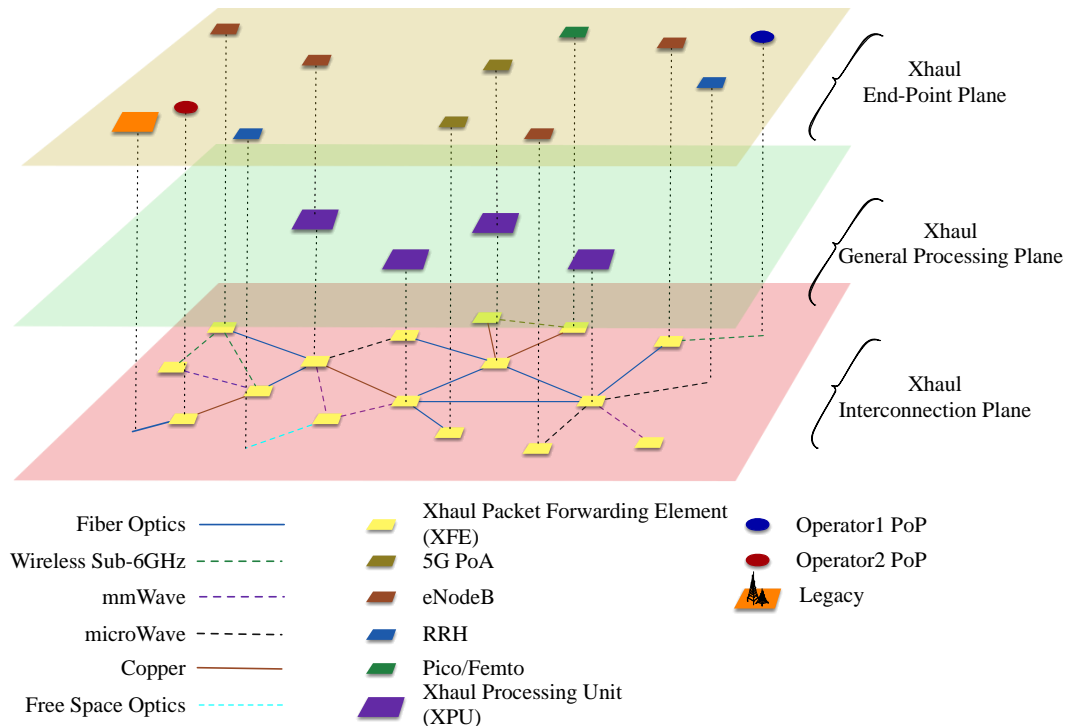 Xhaul
End-Point Plane
Xhaul
General Processing Plane
Xhaul
Interconnection Plane
Fiber Optics
Wireless Sub-6GHz
mmWave
microWave
Copper
Free Space Optics
Xhaul Packet Forwarding Element
(XFE)
5G PoA
eNodeB
RRH
Pico/Femto
Xhaul Processing Unit
(XPU)
Operator1 PoP
Operator2 PoP
Legacy